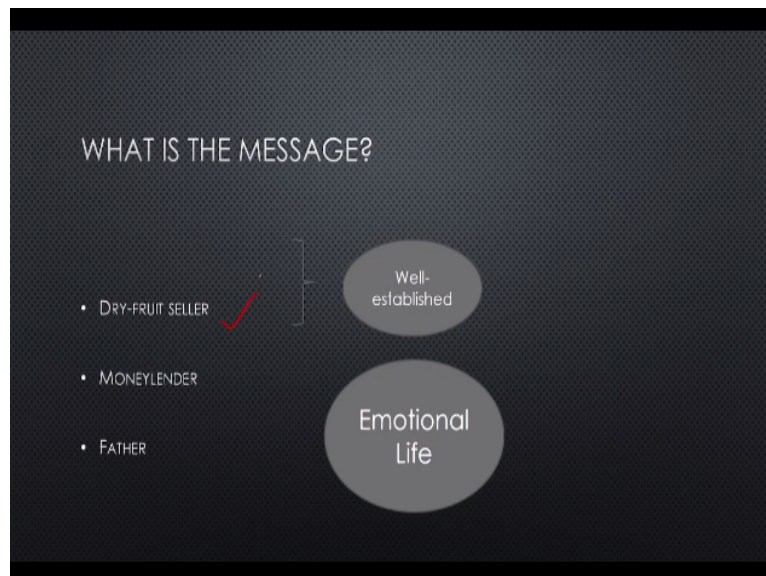 WHAT IS THE MESSAGE?
• DRY-FRUIT SELLER
Well-
established
• MONEYLENDER
Emotional
Life
• FATHER